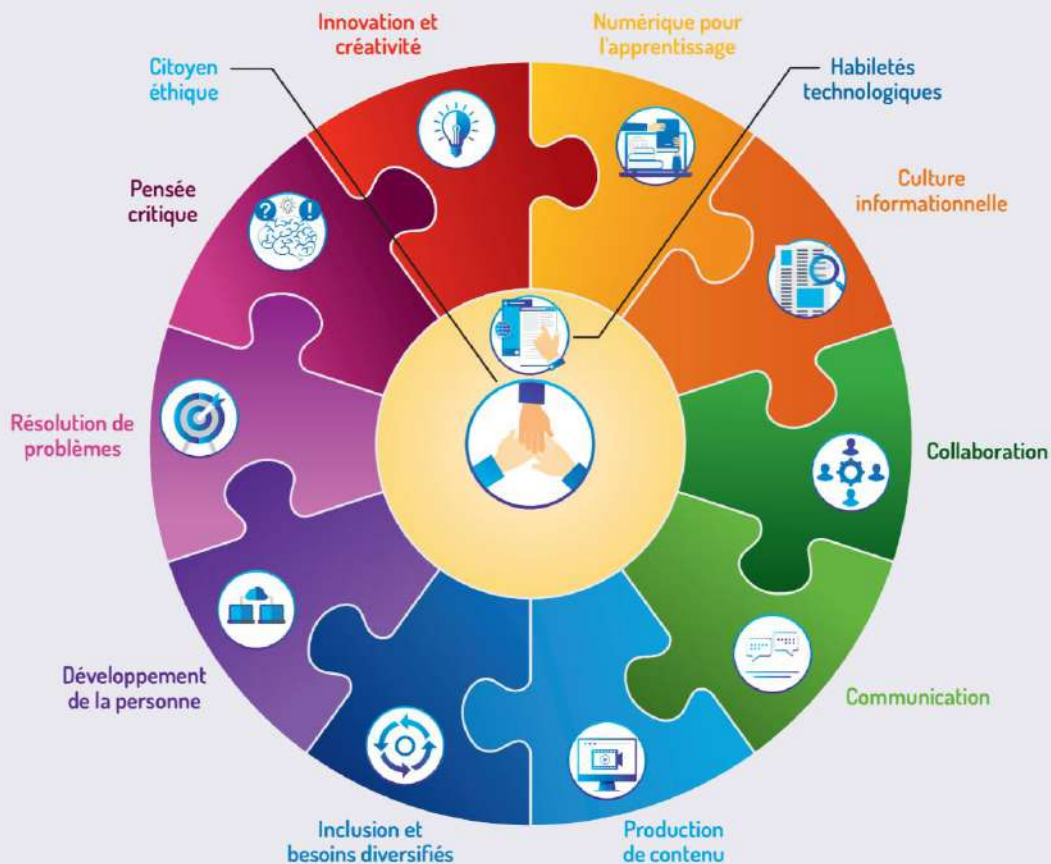 Innovation et
créativité
Numérique pour
l'apprentissage
Citoyen
éthique
Habiletés
technologiques
Pensée
critique
Culture
informationnelle
Résolution de
problèmes
Collaboration
Développement
de la personne
Communication
Inclusion et
besoins diversifiés
Production
de contenu